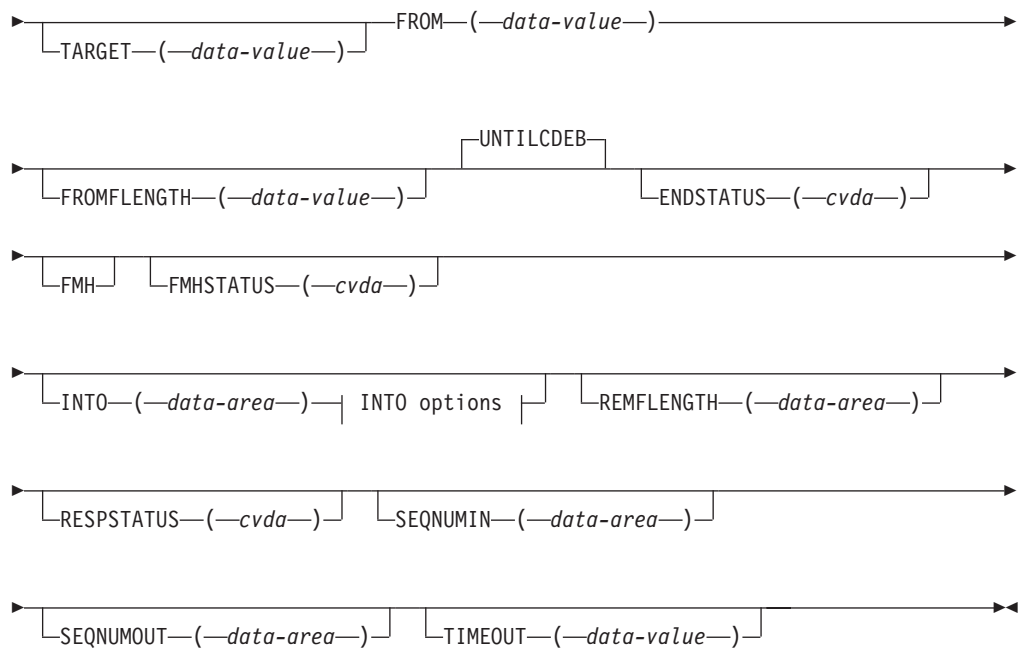 FROM ( data-value )
TARGET ( data-value )
UNTILCDEB
FROMFLENGTH ( data-value )
ENDSTATUS ( cvda )
FMH
FMHSTATUS ( cvda )
INTO ( data-area ) INTO options
REMFLENGTH ( data-area )
RESPSTATUS ( cvda )
SEQNUMIN ( data-area )
SEQNUMOUT ( data-area )
TIMEOUT ( data-value )